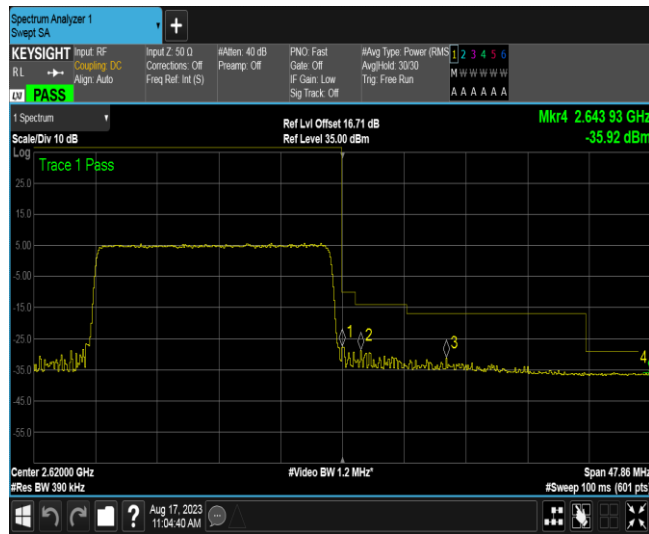 Spectrum Analyzer 1
Swept SA
+
KEYSIGHT
RL
LXI PASS
Input: RF
Coupling: DC
Align: Auto
Input Z: 50 Ω
Corrections: Off
Freq Ref: Int (S)
#Atten: 40 dB
Preamp: Off
PNO: Fast
Gate: Off
IF Gain: Low
Sig Track: Off
#Avg Type: Power (RMS
Avg|Hold: 30/30
Trig: Free Run
1 2 3 4 5 6
M W W W W W
A A A A A A
1 Spectrum
Scale/Div 10 dB
Ref Lvl Offset 16.71 dB
Ref Level 35.00 dBm
Mkr4 2.643 93 GHz
-35.92 dBm
Log
Trace 1 Pass
25.0
15.0
5.00
-5.00
-15.0
-25.0
-35.0
-45.0
-55.0
1
2
3
4
Center 2.62000 GHz
#Res BW 390 kHz
#Video BW 1.2 MHz*
Span 47.86 MHz
#Sweep 100 ms (601 pts
?
Aug 17, 2023
11:04:40 AM